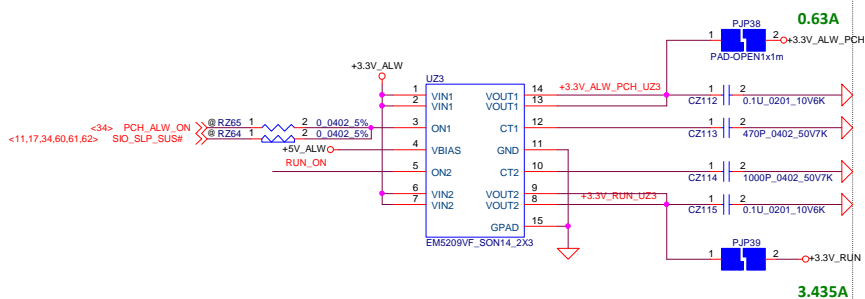 0.63A
PJP38
1 2 +3.3V_ALW_PCH
PAD-OPEN1x1m
+3.3V_ALW
UZ3
1 VIN1 VOUT1 14 +3.3V_ALW_PCH_UZ3
2 VIN1 VOUT1 13
CZ112 1 2 0.1U_0201_10V6K
<34> PCH_ALW_ON @ RZ65 1 2 0_0402_5%
<11,17,34,60,61,62> SIO_SLP_SUS# @ RZ64 1 2 0_0402_5%
3 ON1 CT1 12
CZ113 1 2 470P_0402_50V7K
+5V_ALW 4 VBIAS GND 11
RUN_ON 5 ON2 CT2 10
CZ114 1 2 1000P_0402_50V7K
6 VIN2 VOUT2 9
7 VIN2 VOUT2 8 +3.3V_RUN_UZ3
CZ115 1 2 0.1U_0201_10V6K
GPAD 15
EM5209VF_SON14_2X3
PJP39
1 2 +3.3V_RUN
3.435A